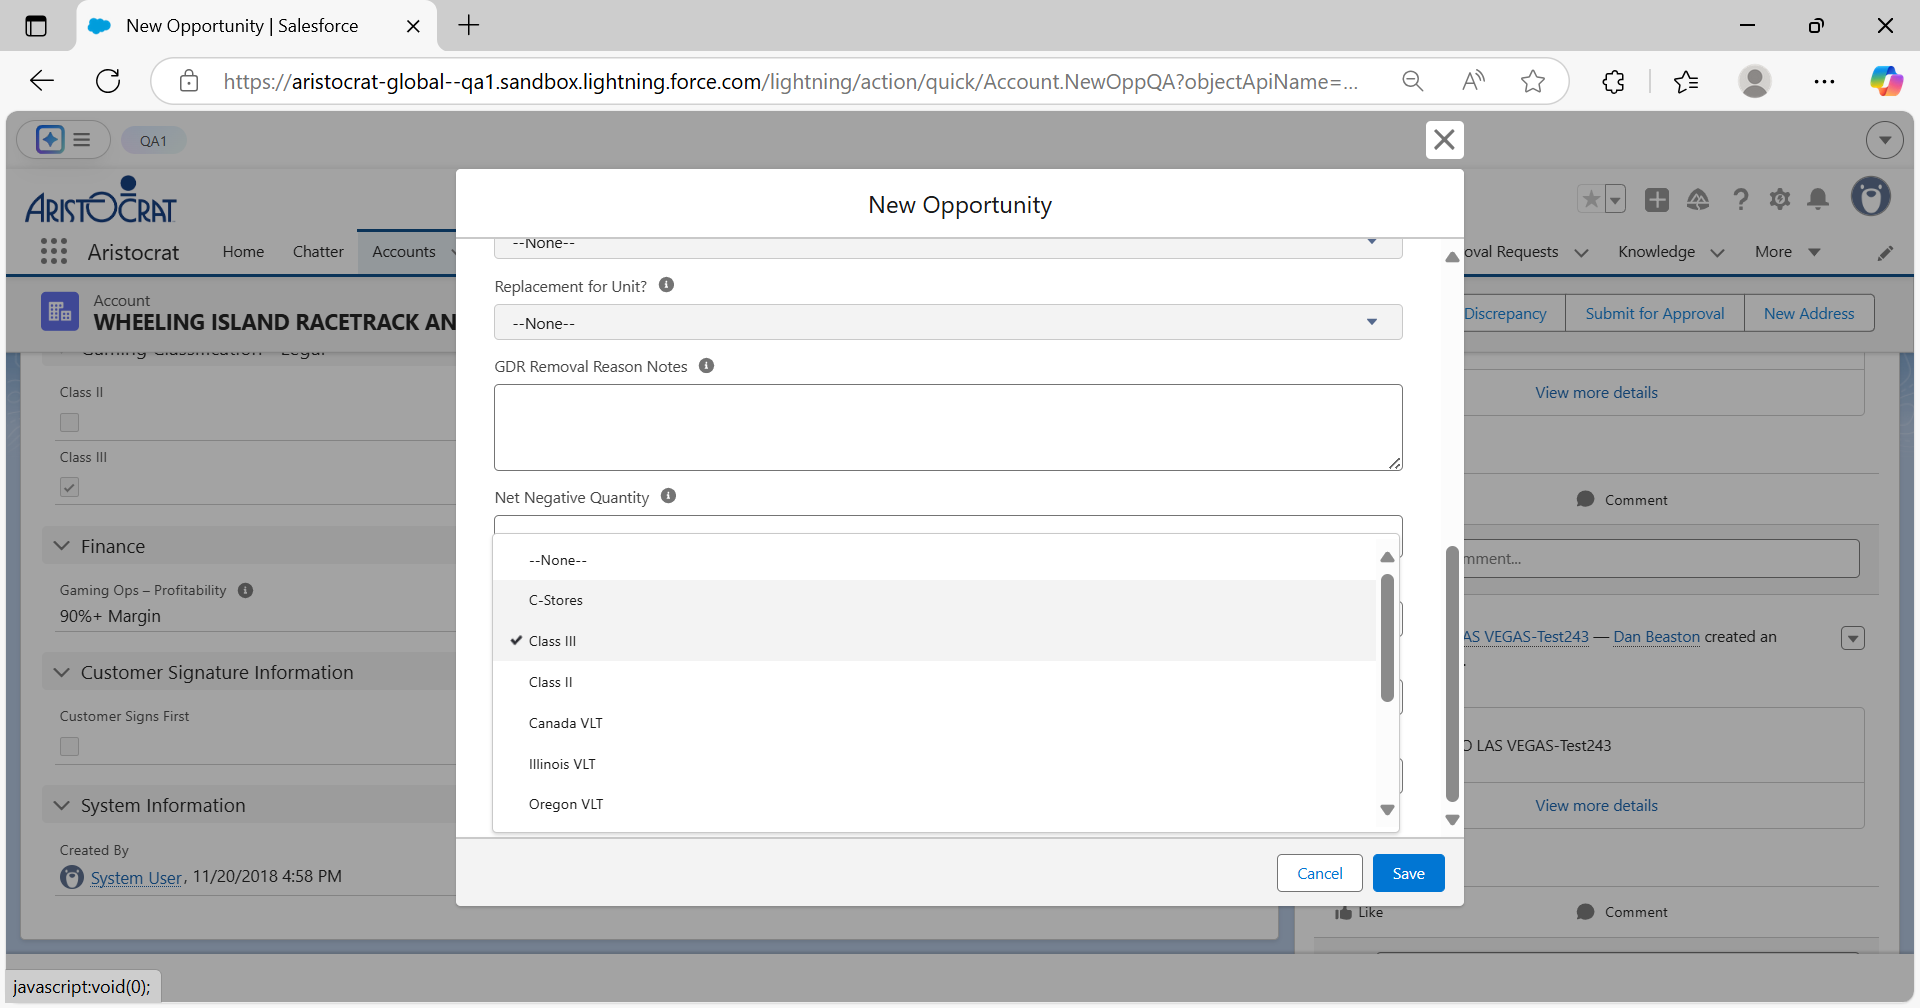 New Opportunity | Salesforce
https://aristocrat-global--qa1.sandbox.lightning.force.com/lightning/action/quick/Account.NewOppQA?objectApiName=...
QA1
ARISTOCRAT
Aristocrat
Home
Chatter
Accounts
oval Requests
Knowledge
More
Account
WHEELING ISLAND RACETRACK AN
Discrepancy
Submit for Approval
New Address
Gaming Classification – Legal
Class II
Class III
Finance
Gaming Ops – Profitability
90%+ Margin
Customer Signature Information
Customer Signs First
System Information
Created By
System User, 11/20/2018 4:58 PM
New Opportunity
--None--
Replacement for Unit?
--None--
GDR Removal Reason Notes
Net Negative Quantity
--None--
C-Stores
Class III
Class II
Canada VLT
Illinois VLT
Oregon VLT
Cancel
Save
View more details
Comment
mment...
AS VEGAS-Test243 — Dan Beaston created an
O LAS VEGAS-Test243
View more details
Like
Comment
javascript:void(0);